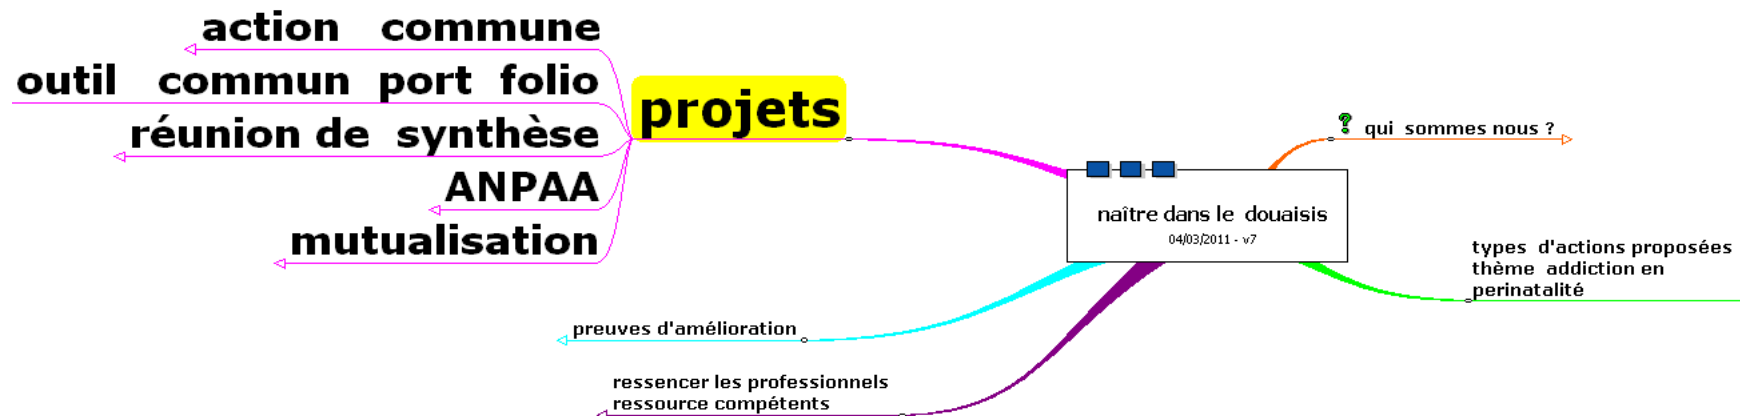 action commune
outil commun port folio
réunion de synthèse
ANPAA
mutualisation
projets
? qui sommes nous ?
naître dans le douaisis
04/03/2011 - v7
types d'actions proposées
thème addiction en
perinatalité
preuves d'amélioration
ressencer les professionnels
ressource compétents